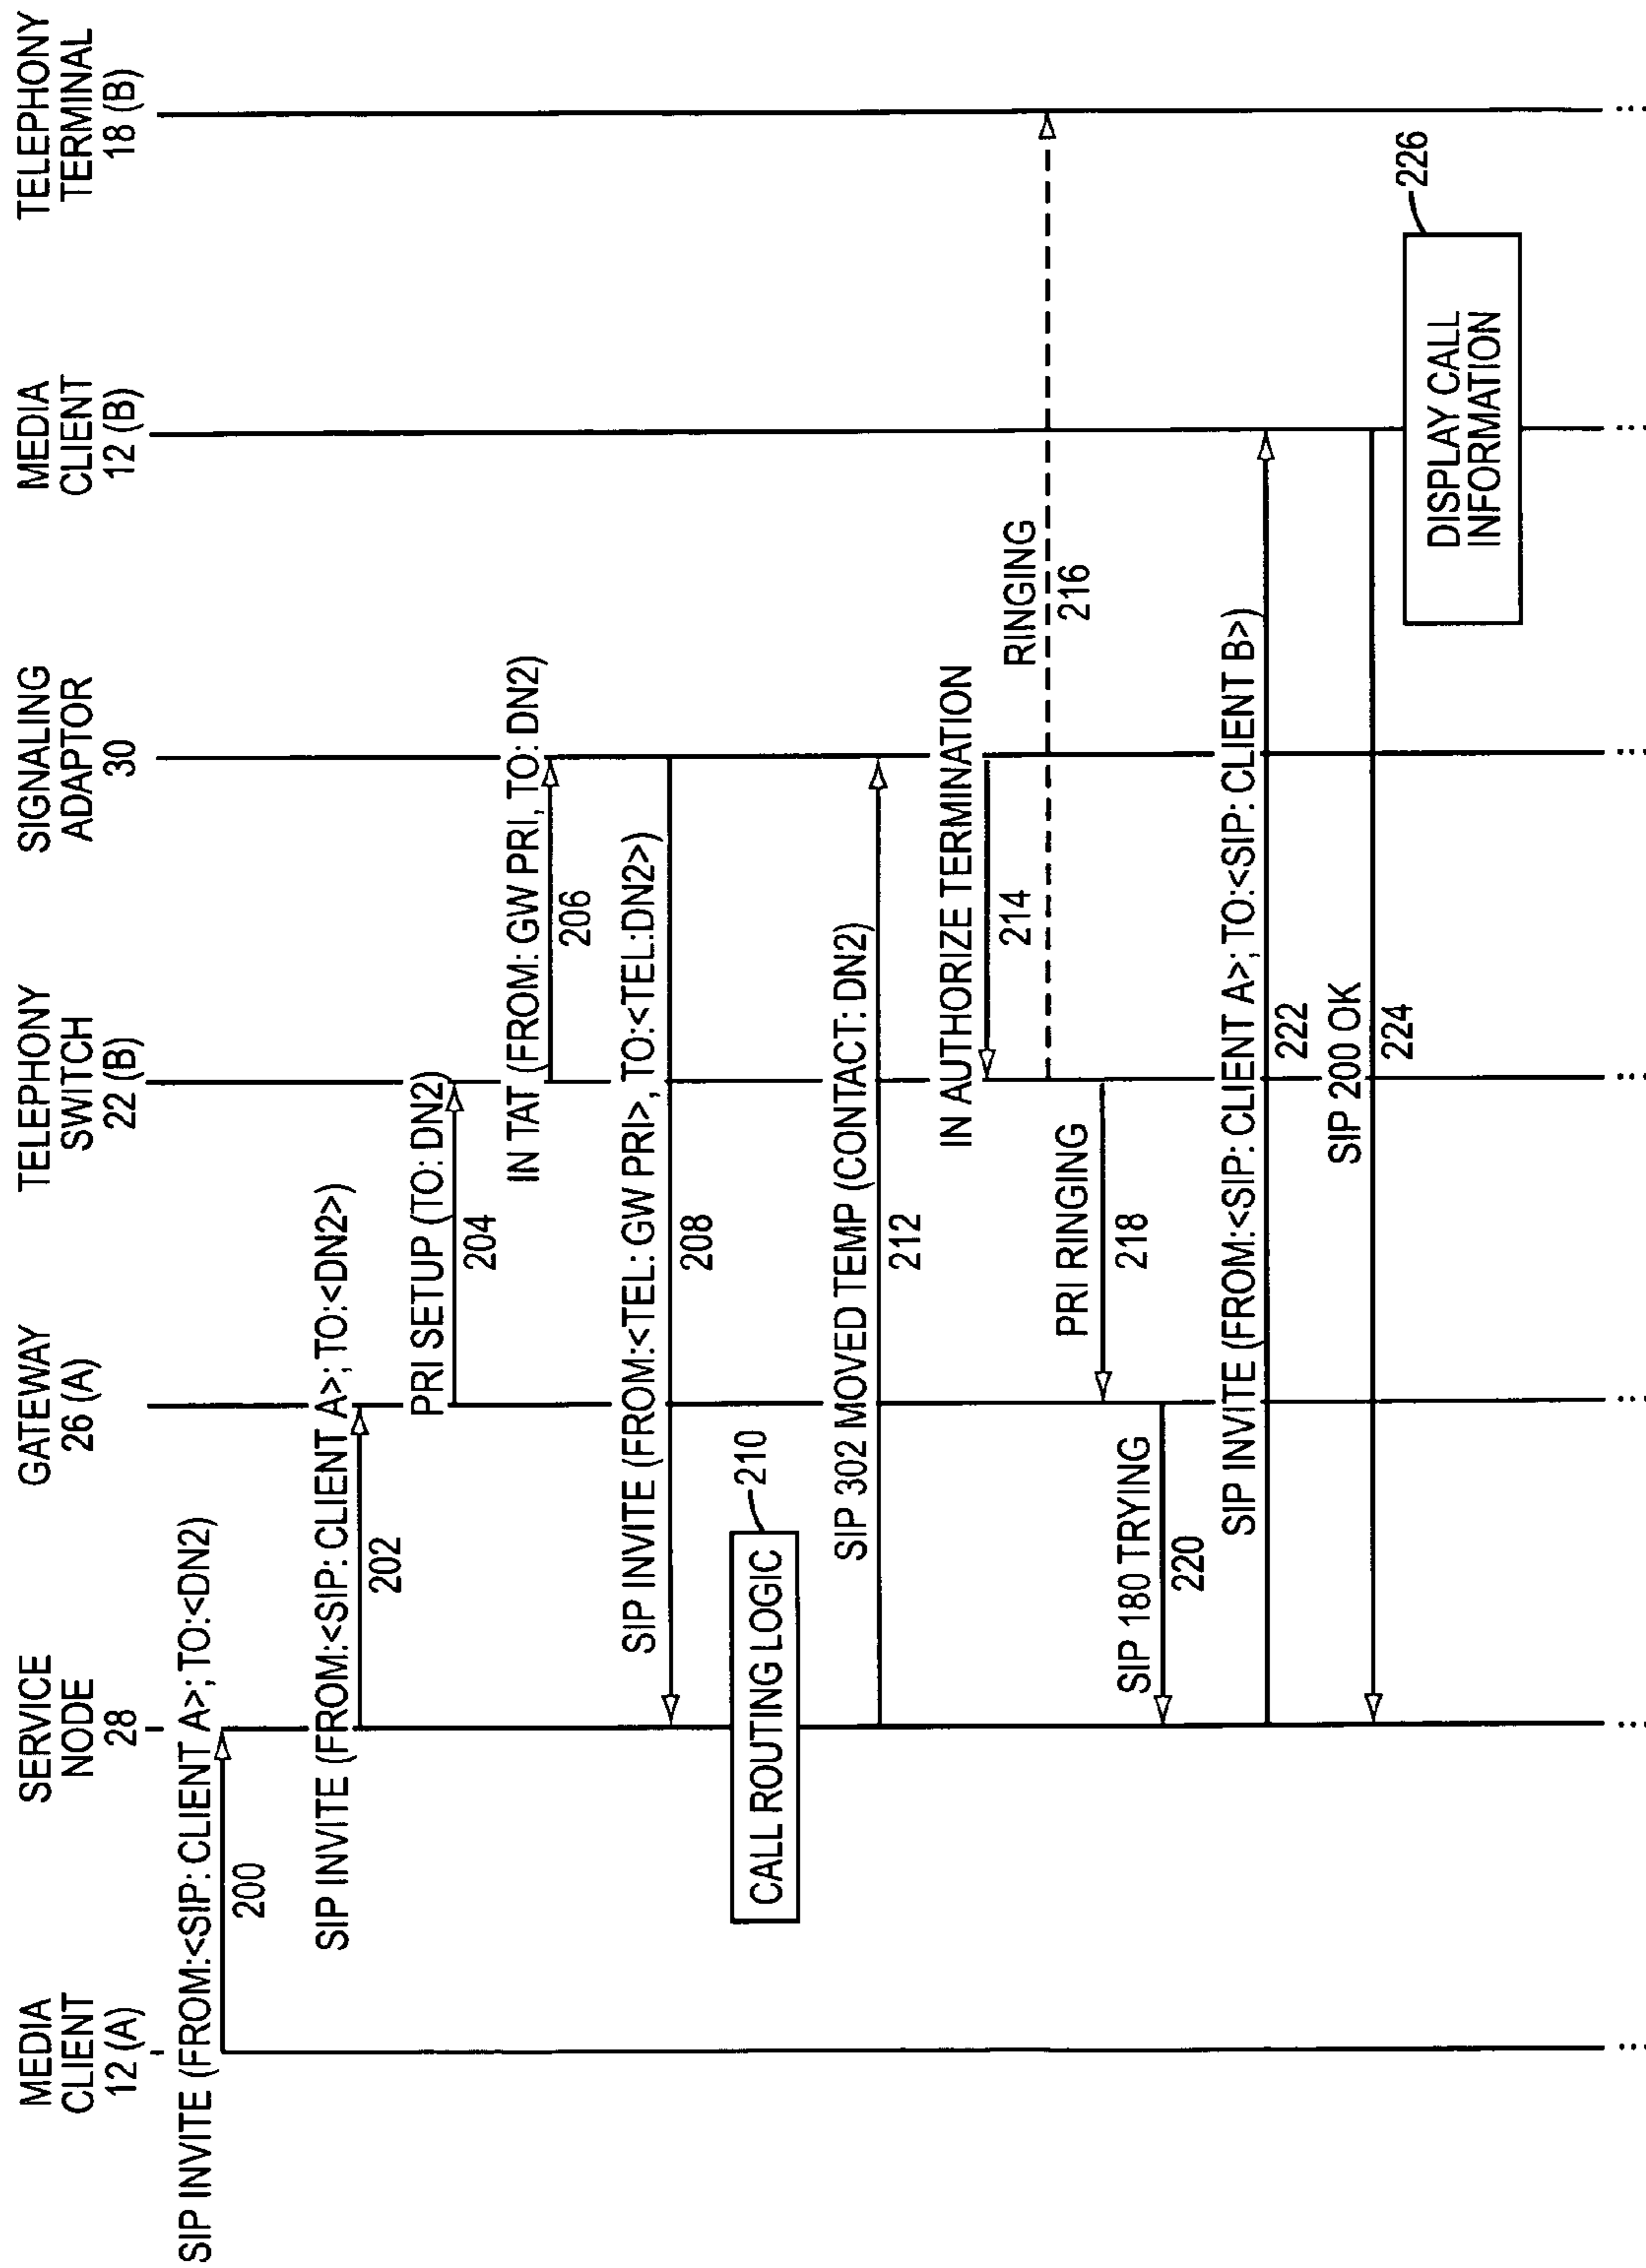 MEDIA
CLIENT
12 (A)
SERVICE
NODE
28
GATEWAY
26 (A)
TELEPHONY
SWITCH
22 (B)
SIGNALING
ADAPTOR
30
MEDIA
CLIENT
12 (B)
TELEPHONY
TERMINAL
18 (B)
SIP INVITE (FROM:<SIP: CLIENT A>; TO:<DN2)
200
SIP INVITE (FROM:<SIP: CLIENT A>; TO:<DN2>)
202
PRI SETUP (TO: DN2)
204
IN TAT (FROM: GW PRI, TO: DN2)
206
SIP INVITE (FROM:<TEL: GW PRI>, TO:<TEL:DN2>)
208
CALL ROUTING LOGIC
210
SIP 302 MOVED TEMP (CONTACT: DN2)
212
IN AUTHORIZE TERMINATION
214
RINGING
216
PRI RINGING
218
SIP 180 TRYING
220
SIP INVITE (FROM:<SIP: CLIENT A>; TO:<SIP: CLIENT B>)
222
SIP 200 OK
224
DISPLAY CALL
INFORMATION
226